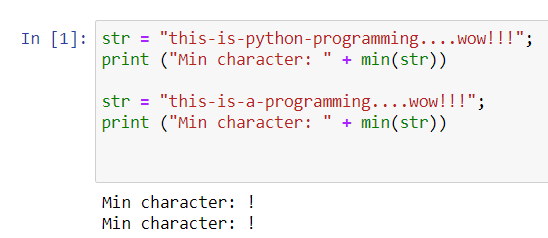 In [1]: str = "this-is-python-programming....wow!!!";
print ("Min character: " + min(str))
str = "this-is-a-programming....wow!!!";
print ("Min character: " + min(str))
Min character: !
Min character: !